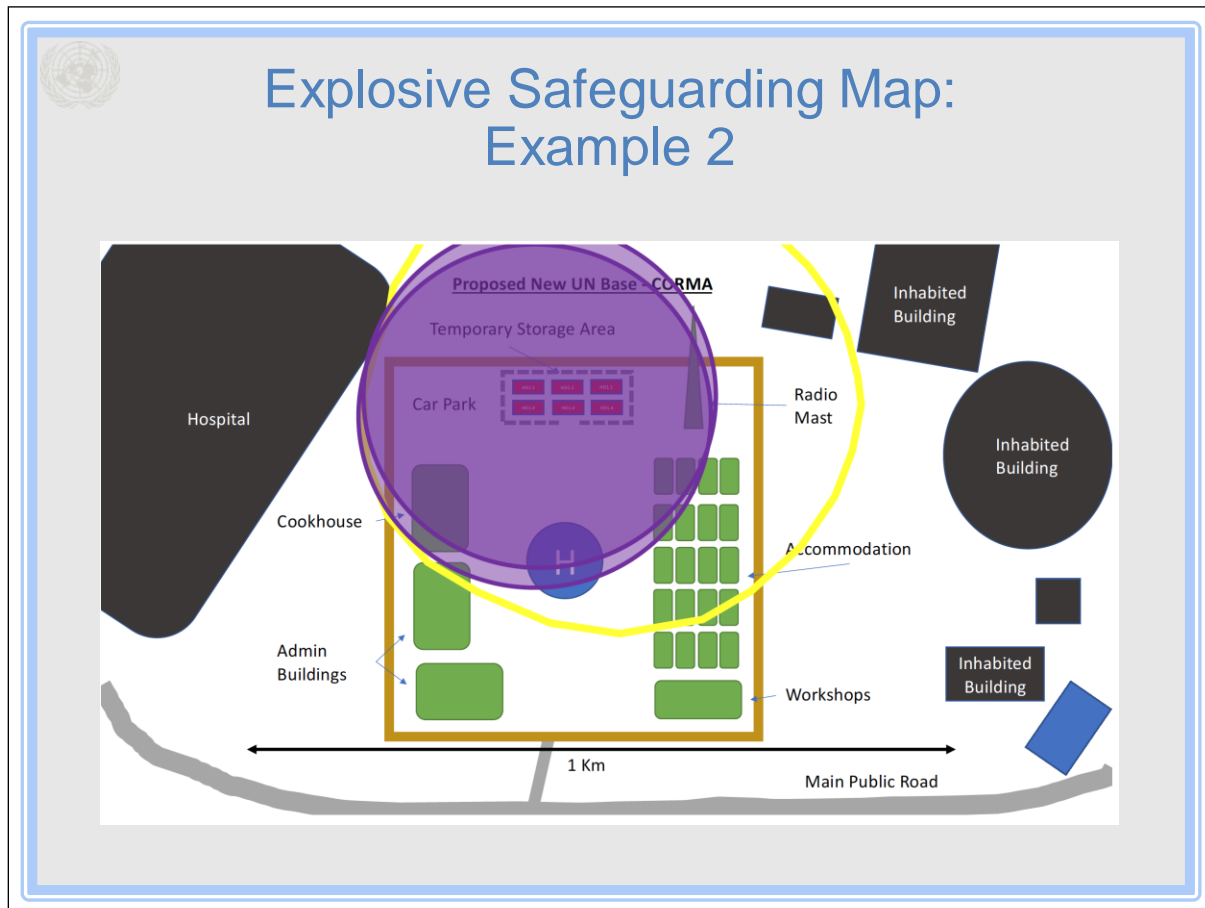 Explosive Safeguarding Map:
Example 2
Proposed New UN Base - CORMA
Temporary Storage Area
Inhabited
Building
Car Park
Radio
Mast
Hospital
Inhabited
Building
Cookhouse
H
Accommodation
Admin
Buildings
Inhabited
Building
Workshops
1 Km
Main Public Road